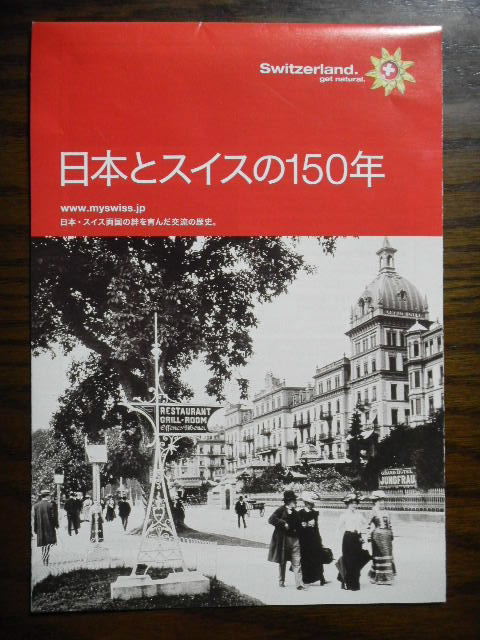 Switzerland.
get natural.
日本とスイスの150年
www.myswiss.jp
日本・スイス両国の絆を育んだ交流の歴史。
RESTAURANT
GRILL-ROOM
GRAND HOTEL
JUNGFRAU